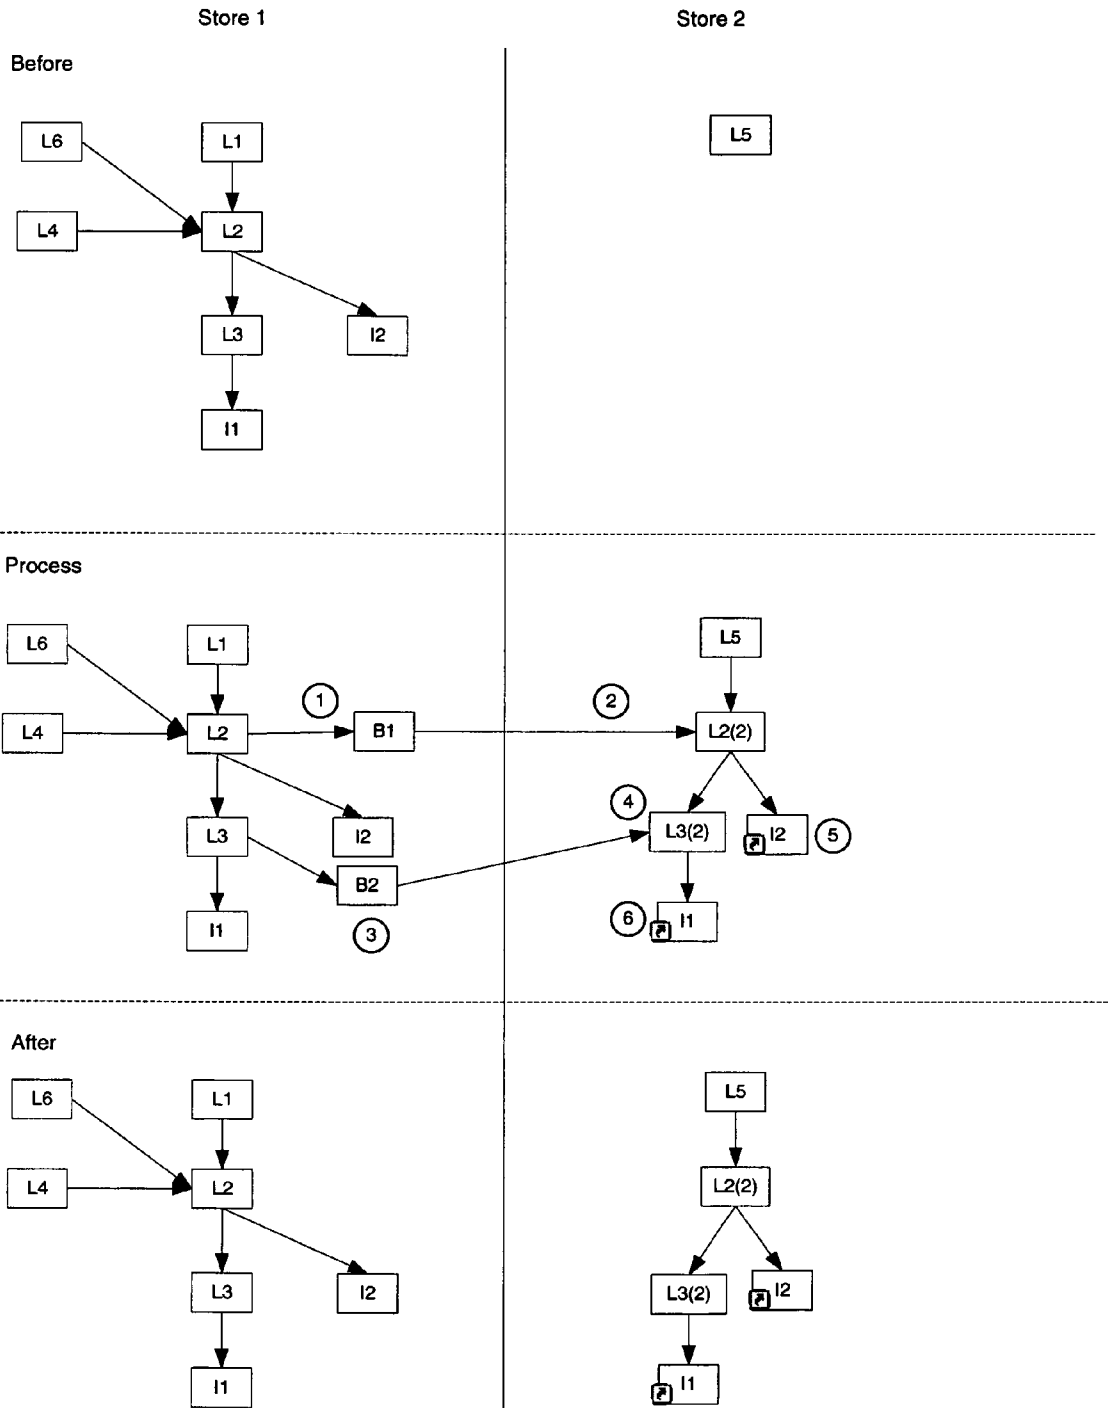 Store 1 Store 2
Before
L6 L1 L5
L4 L2
L3 I2
I1
Process
L6 L1 L5
1 2
L4 L2 B1 L2(2)
4
L3 I2 L3(2) I2 5
B2
I1 3 6 I1
After
L6 L1 L5
L4 L2 L2(2)
L3 I2 L3(2) I2
I1 I1